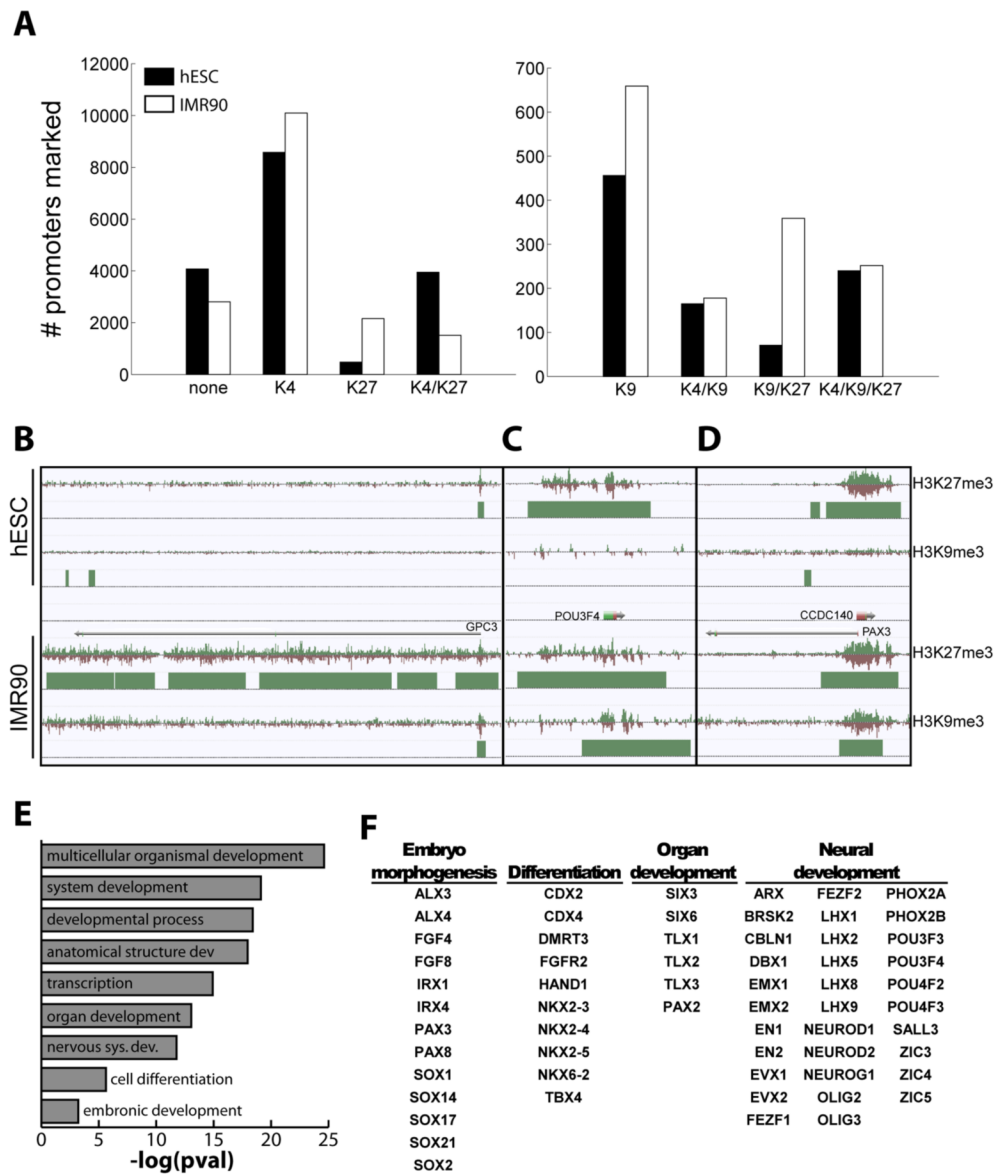 A
12000
10000
8000
6000
4000
2000
0
# promoters marked
hESC
IMR90
none K4 K27 K4/K27
700
600
500
400
300
200
100
0
K9 K4/K9 K9/K27 K4/K9/K27
B C D
hESC
H3K27me3
H3K9me3
GPC3
POU3F4
CCDC140
PAX3
IMR90
H3K27me3
H3K9me3
E
multicellular organismal development
system development
developmental process
anatomical structure dev
transcription
organ development
nervous sys. dev.
cell differentiation
embronic development
0 5 10 15 20 25
-log(pval)
F
Embryo morphogenesis
ALX3
ALX4
FGF4
FGF8
IRX1
IRX4
PAX3
PAX8
SOX1
SOX14
SOX17
SOX21
SOX2
Differentiation
CDX2
CDX4
DMRT3
FGFR2
HAND1
NKX2-3
NKX2-4
NKX2-5
NKX6-2
TBX4
Organ development
SIX3
SIX6
TLX1
TLX2
TLX3
PAX2
Neural development
ARX FEZF2 PHOX2A
BRSK2 LHX1 PHOX2B
CBLN1 LHX2 POU3F3
DBX1 LHX5 POU3F4
EMX1 LHX8 POU4F2
EMX2 LHX9 POU4F3
EN1 NEUROD1 SALL3
EN2 NEUROD2 ZIC3
EVX1 NEUROG1 ZIC4
EVX2 OLIG2 ZIC5
FEZF1 OLIG3